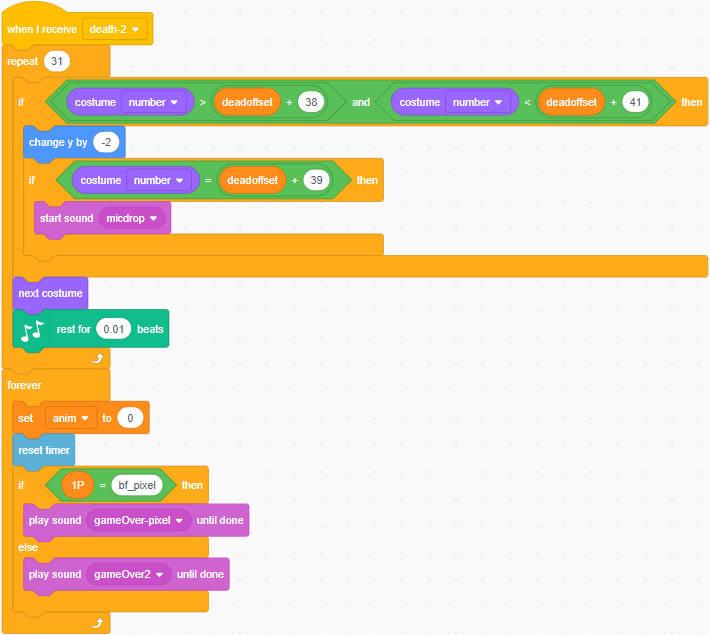 when I receive death-2
repeat 31
if costume number > deadoffset + 38 and costume number < deadoffset + 41 then
change y by -2
if costume number = deadoffset + 39 then
start sound micdrop
next costume
rest for 0.01 beats
forever
set anim to 0
reset timer
if 1P = bf_pixel then
play sound gameOver-pixel until done
else
play sound gameOver2 until done